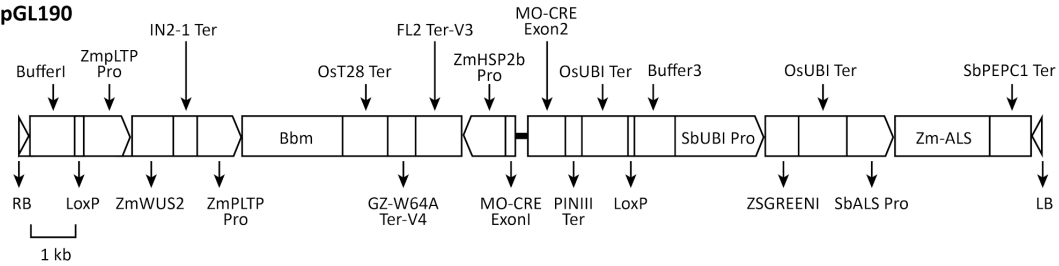 pGL190
MO-CRE
Exon2
IN2-1 Ter
FL2 Ter-V3
ZmpLTP
Pro
ZmHSP2b
Pro
BufferI
OsT28 Ter
OsUBI Ter
Buffer3
OsUBI Ter
SbPEPC1 Ter
Bbm
SbUBI Pro
Zm-ALS
RB
LoxP
ZmWUS2
ZmPLTP
Pro
GZ-W64A
Ter-V4
MO-CRE
ExonI
PINIII
Ter
LoxP
ZSGREENI
SbALS Pro
LB
1 kb